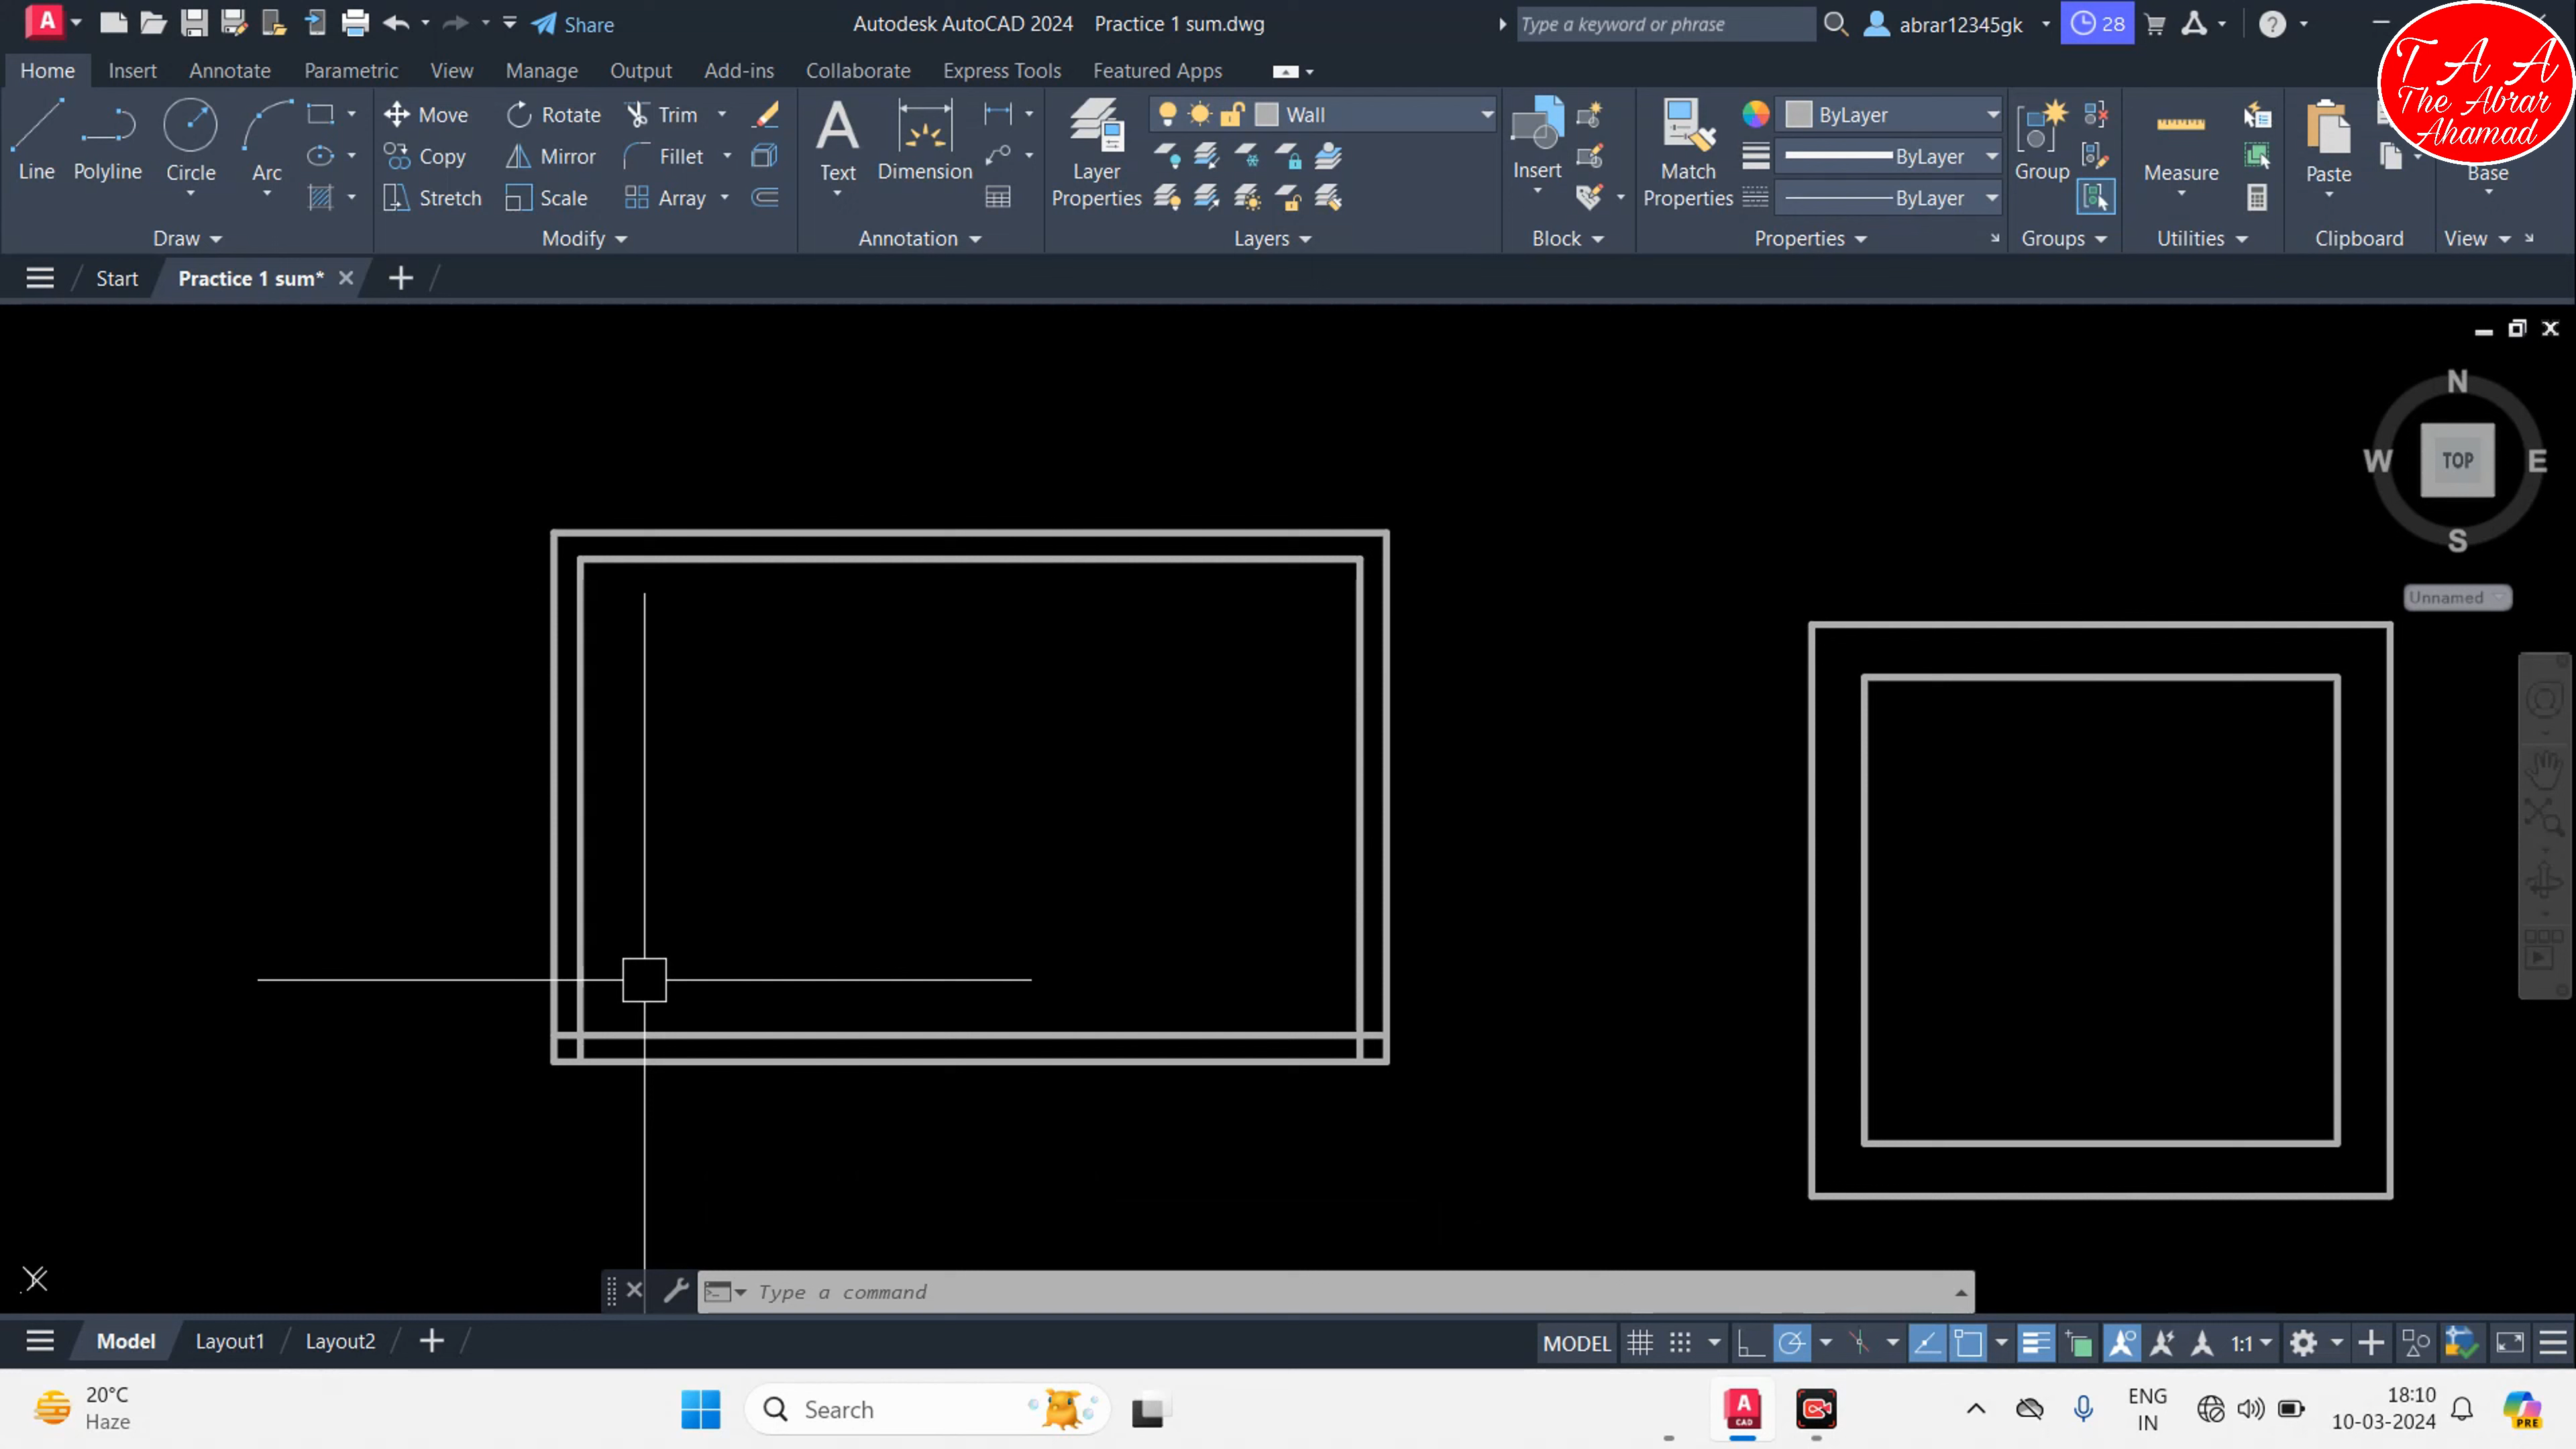 A Share Autodesk AutoCAD 2024 Practice 1 sum.dwg Type a keyword or phrase abrar12345gk 28
Home Insert Annotate Parametric View Manage Output Add-ins Collaborate Express Tools Featured Apps
T A A
The Abrar
Ahamad
Move Rotate Trim Wall ByLayer
Copy Mirror Fillet ByLayer
Line Polyline Circle Arc Text Dimension Layer Insert Match Group Measure Paste Base
Stretch Scale Array Properties Properties ByLayer
Draw Modify Annotation Layers Block Properties Groups Utilities Clipboard View
Start Practice 1 sum*
N
W TOP E
S
Unnamed
Type a command
Model Layout1 Layout2 MODEL 1:1
20°C
Haze
Search
A
CAD
ENG
IN
18:10
10-03-2024
PRE